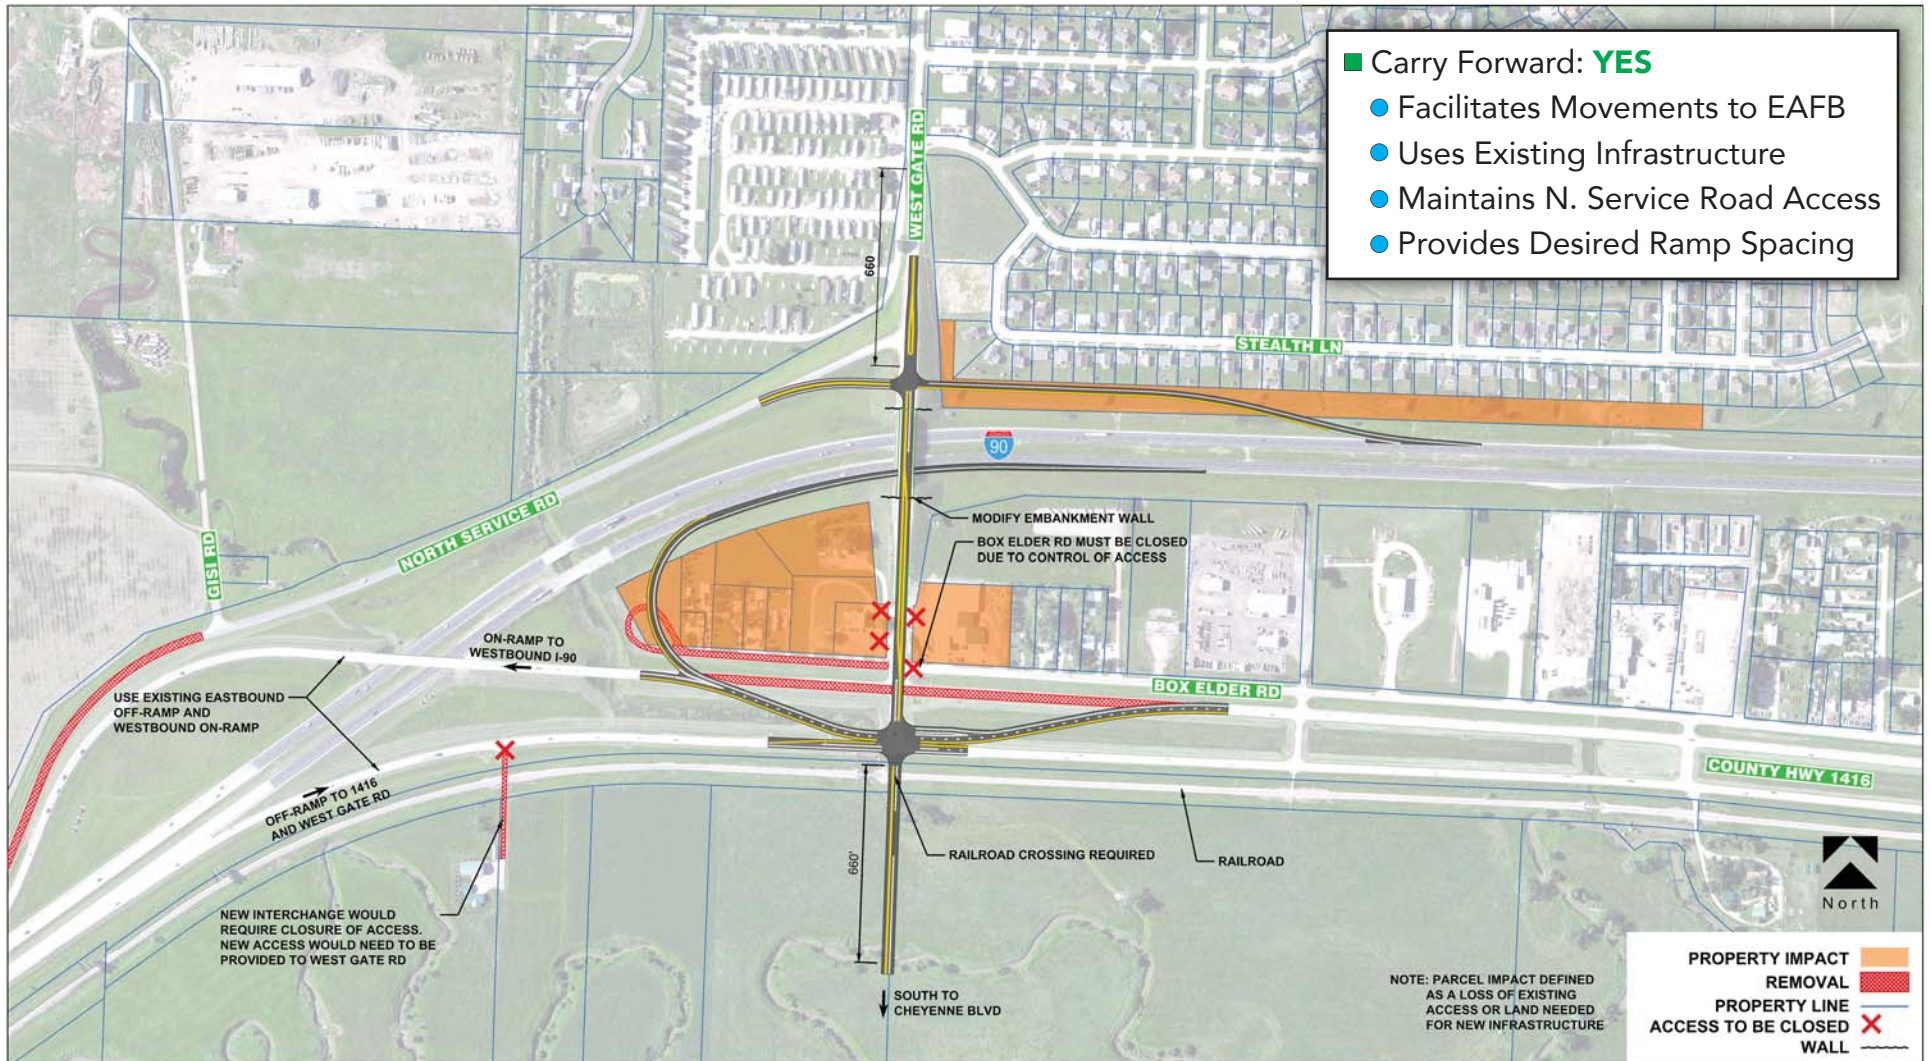 Carry Forward: YES
Facilitates Movements to EAFB
Uses Existing Infrastructure
Maintains N. Service Road Access
Provides Desired Ramp Spacing
WEST GATE RD
660
STEALTH LN
90
NORTH SERVICE RD
GISI RD
MODIFY EMBANKMENT WALL
BOX ELDER RD MUST BE CLOSED
DUE TO CONTROL OF ACCESS
ON-RAMP TO
WESTBOUND I-90
USE EXISTING EASTBOUND
OFF-RAMP AND
WESTBOUND ON-RAMP
BOX ELDER RD
COUNTY HWY 1416
OFF-RAMP TO 1416
AND WEST GATE RD
660'
RAILROAD CROSSING REQUIRED
RAILROAD
NEW INTERCHANGE WOULD
REQUIRE CLOSURE OF ACCESS.
NEW ACCESS WOULD NEED TO BE
PROVIDED TO WEST GATE RD
SOUTH TO
CHEYENNE BLVD
North
NOTE: PARCEL IMPACT DEFINED
AS A LOSS OF EXISTING
ACCESS OR LAND NEEDED
FOR NEW INFRASTRUCTURE
PROPERTY IMPACT
REMOVAL
PROPERTY LINE
ACCESS TO BE CLOSED
WALL